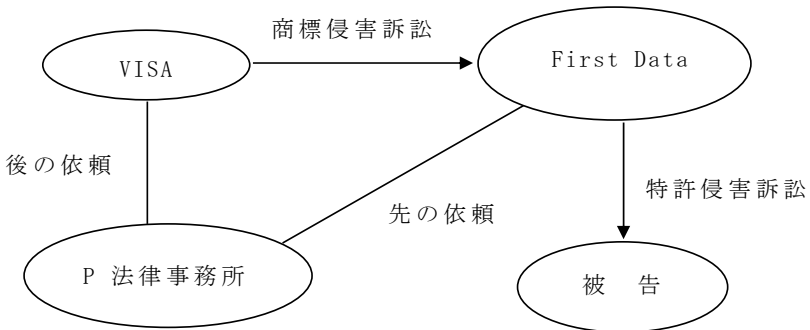 商標侵害訴訟
VISA
First Data
後の依頼
先の依頼
特許侵害訴訟
P 法律事務所
被 告